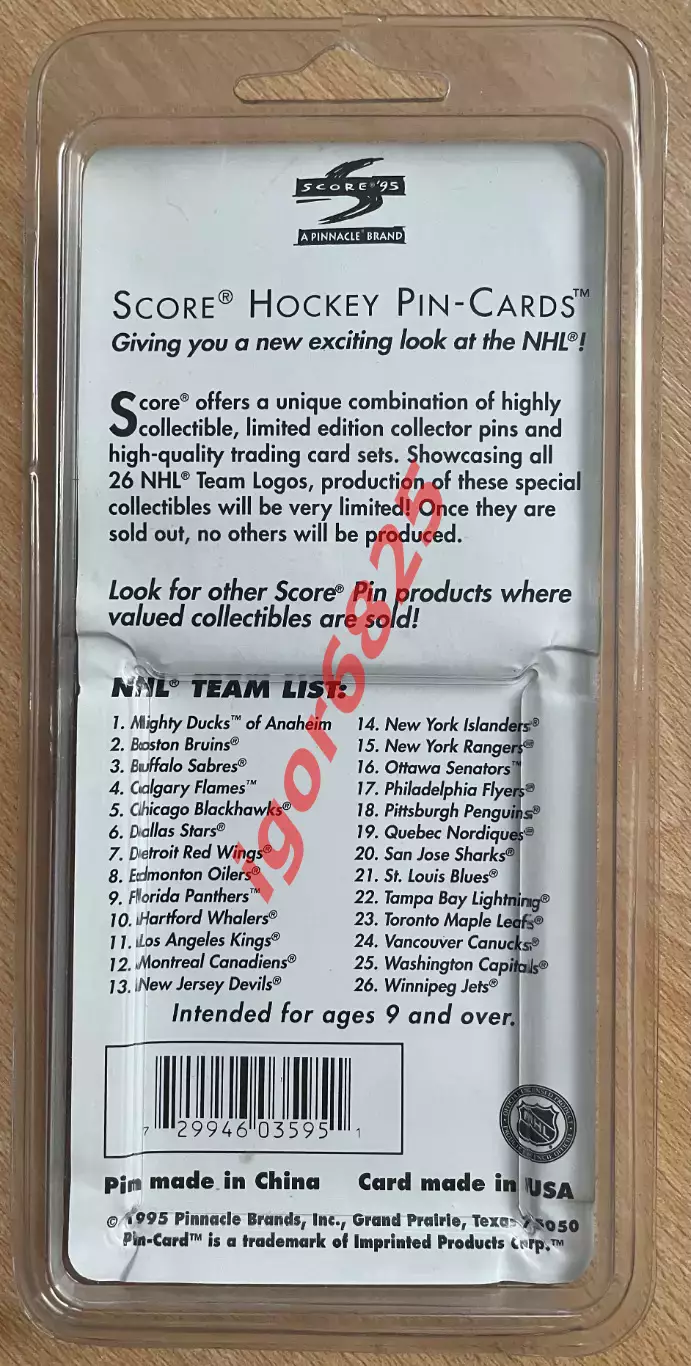 SCORE® '95
A PINNACLE® BRAND
SCORE® HOCKEY PIN-CARDS™
Giving you a new exciting look at the NHL®!
Score® offers a unique combination of highly
collectible, limited edition collector pins and
high-quality trading card sets. Showcasing all
26 NHL® Team Logos, production of these special
collectibles will be very limited! Once they are
sold out, no others will be produced.
Look for other Score® Pin products where
valued collectibles are sold!
NHL® TEAM LIST:
1. Mighty Ducks™ of Anaheim
2. Boston Bruins®
3. Buffalo Sabres®
4. Calgary Flames™
5. Chicago Blackhawks®
6. Dallas Stars®
7. Detroit Red Wings®
8. Edmonton Oilers®
9. Florida Panthers™
10. Hartford Whalers®
11. Los Angeles Kings®
12. Montreal Canadiens®
13. New Jersey Devils®
14. New York Islanders®
15. New York Rangers®
16. Ottawa Senators™
17. Philadelphia Flyers®
18. Pittsburgh Penguins®
19. Quebec Nordiques®
20. San Jose Sharks®
21. St. Louis Blues®
22. Tampa Bay Lightning®
23. Toronto Maple Leafs®
24. Vancouver Canucks®
25. Washington Capitals®
26. Winnipeg Jets®
Intended for ages 9 and over.
7 29946 03595 1
NHL
Pin made in China Card made in USA
© 1995 Pinnacle Brands, Inc., Grand Prairie, Texas 75050
Pin-Card™ is a trademark of Imprinted Products Corp.™
igor6825